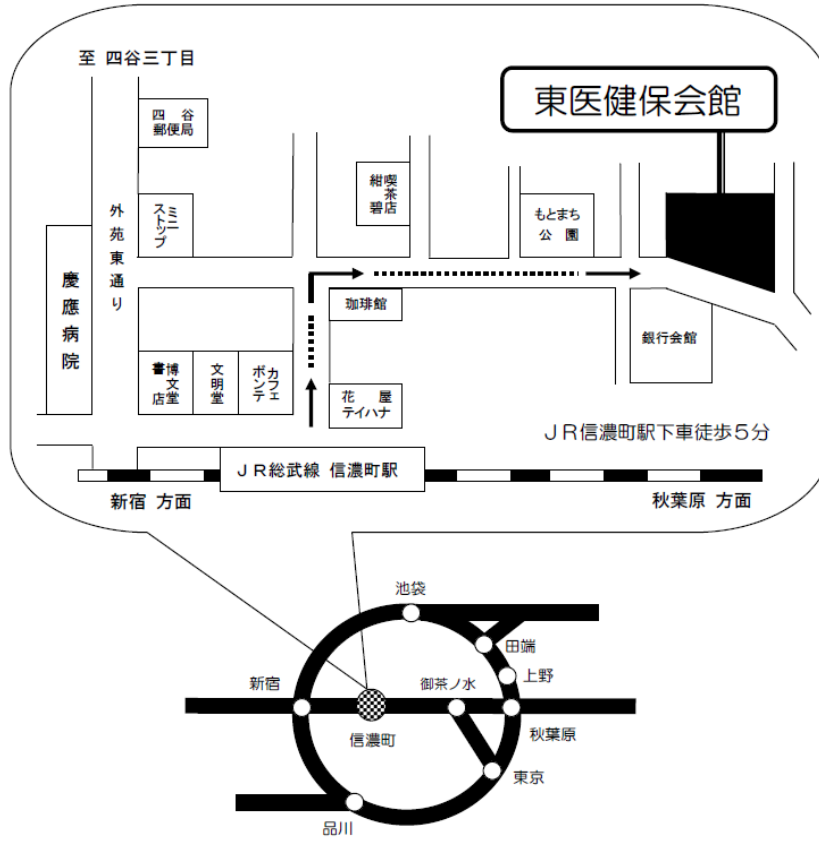 至 四谷三丁目
東医健保会館
四谷
郵便局
喫茶店
紺碧
ミニ
ストップ
もとまち
公園
外苑東通り
慶應病院
珈琲館
銀行会館
博文堂
書店
文明堂
カフェ
ボンテ
花屋
テイハナ
JR信濃町駅下車徒歩5分
JR総武線 信濃町駅
新宿 方面
秋葉原 方面
池袋
田端
上野
新宿
御茶ノ水
信濃町
秋葉原
東京
品川